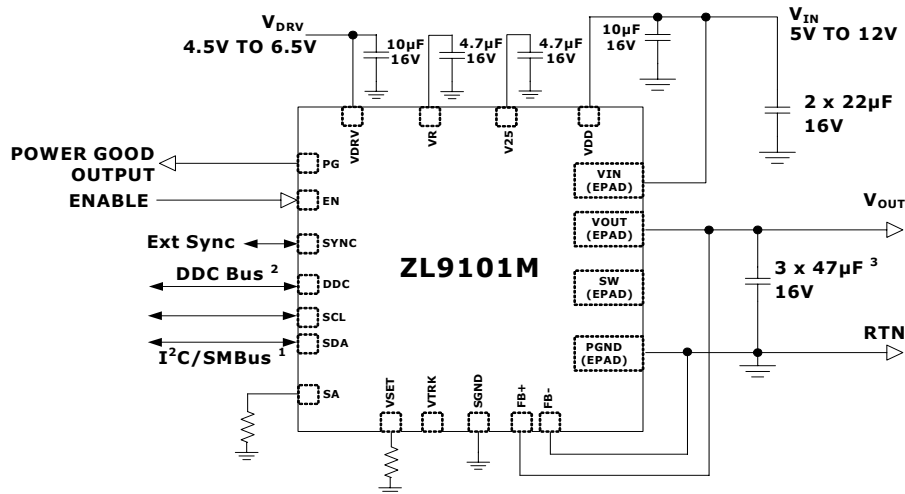 V_DRV
4.5V TO 6.5V
10µF
16V
4.7µF
16V
4.7µF
16V
10µF
16V
V_IN
5V TO 12V
2 x 22µF
16V
VDRV
VR
V25
VDD
POWER GOOD
OUTPUT
PG
ENABLE
EN
Ext Sync
SYNC
DDC Bus ²
DDC
SCL
I²C/SMBus ¹
SDA
SA
ZL9101M
VIN
(EPAD)
VOUT
(EPAD)
SW
(EPAD)
PGND
(EPAD)
V_OUT
3 x 47µF ³
16V
RTN
VSET
VTRK
SGND
FB+
FB-